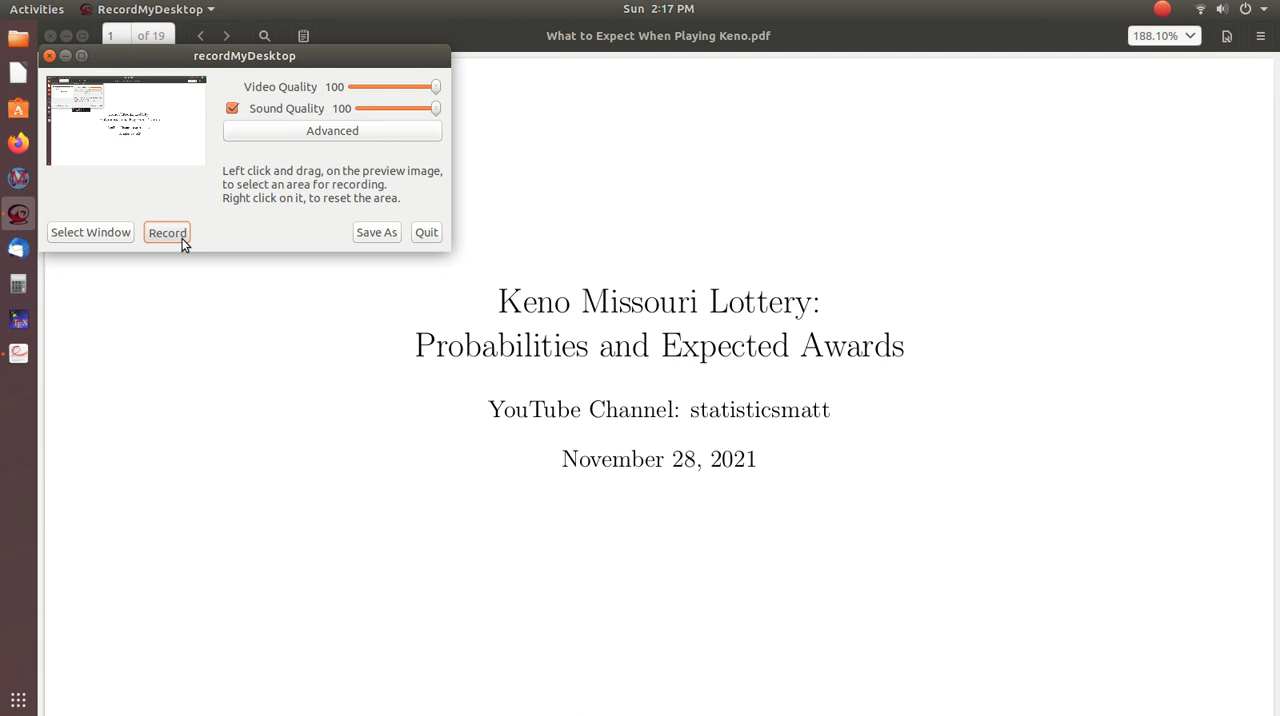 Activities
RecordMyDesktop
Sun 2:17 PM
1 of 19
What to Expect When Playing Keno.pdf
188.10%
recordMyDesktop
Video Quality 100
Sound Quality 100
Advanced
Left click and drag, on the preview image,
to select an area for recording.
Right click on it, to reset the area.
Select Window
Record
Save As
Quit
Keno Missouri Lottery:
Probabilities and Expected Awards
YouTube Channel: statisticsmatt
November 28, 2021